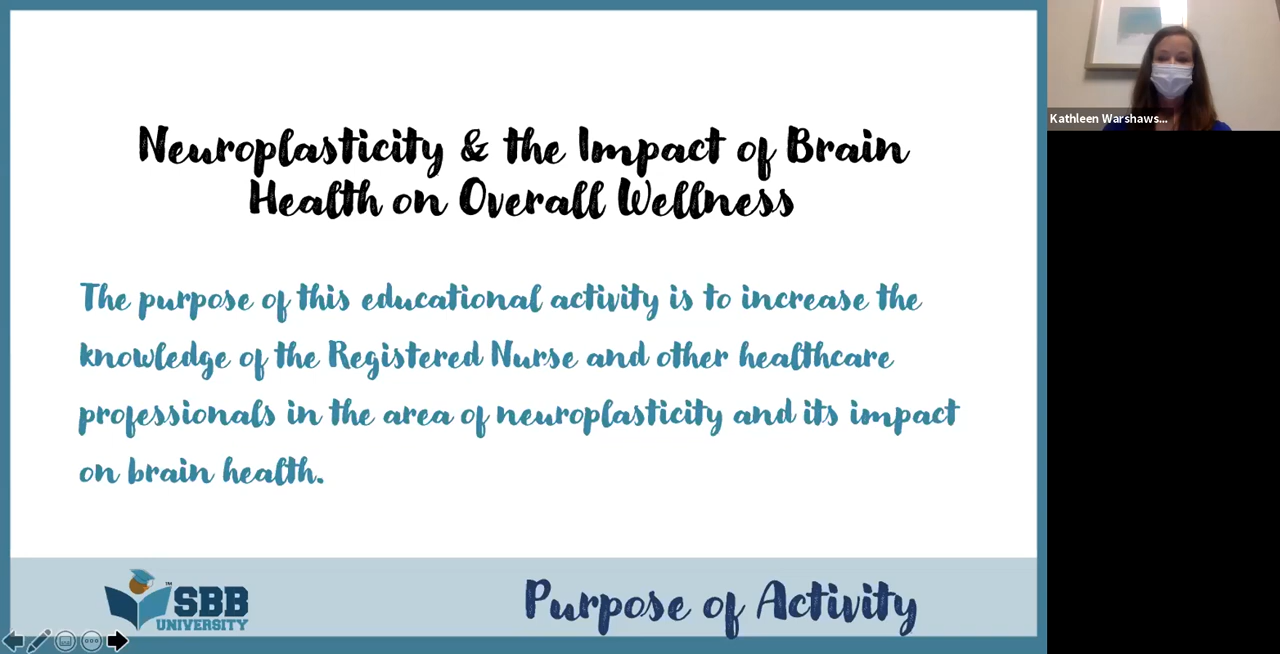 Neuroplasticity & the Impact of Brain
Health on Overall Wellness
The purpose of this educational activity is to increase the
knowledge of the Registered Nurse and other healthcare
professionals in the area of neuroplasticity and its impact
on brain health.
™
SBB
UNIVERSITY
Purpose of Activity
Kathleen Warshaws...